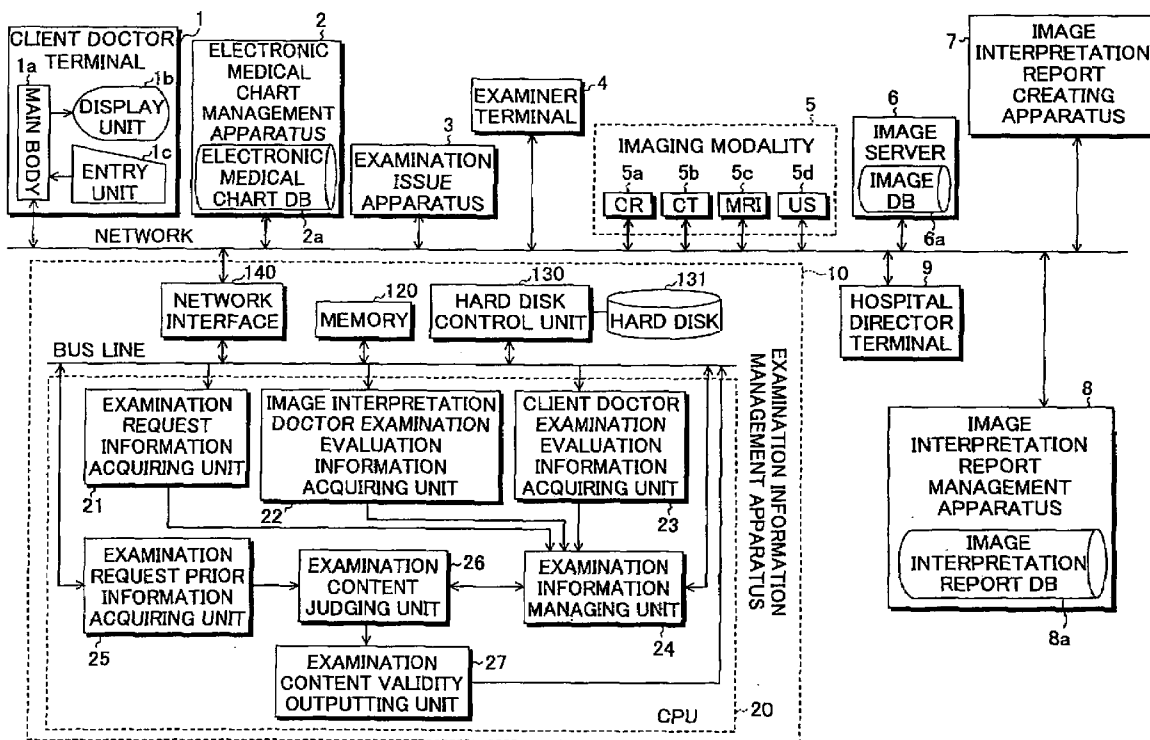 1
CLIENT DOCTOR
TERMINAL
1a
1b
MAIN BODY
DISPLAY
UNIT
1c
ENTRY
UNIT
2
ELECTRONIC
MEDICAL
CHART
MANAGEMENT
APPARATUS
ELECTRONIC
MEDICAL
CHART DB
2a
3
EXAMINATION
ISSUE
APPARATUS
4
EXAMINER
TERMINAL
5
IMAGING MODALITY
5a
5b
5c
5d
CR
CT
MRI
US
6
IMAGE
SERVER
IMAGE
DB
6a
7
IMAGE
INTERPRETATION
REPORT
CREATING
APPARATUS
NETWORK
140
NETWORK
INTERFACE
120
MEMORY
130
HARD DISK
CONTROL UNIT
131
HARD DISK
10
9
HOSPITAL
DIRECTOR
TERMINAL
BUS LINE
EXAMINATION INFORMATION
MANAGEMENT APPARATUS
EXAMINATION
REQUEST
INFORMATION
ACQUIRING UNIT
21
IMAGE INTERPRETATION
DOCTOR EXAMINATION
EVALUATION
INFORMATION
ACQUIRING UNIT
22
CLIENT DOCTOR
EXAMINATION
EVALUATION
INFORMATION
ACQUIRING UNIT
23
8
IMAGE
INTERPRETATION
REPORT
MANAGEMENT
APPARATUS
IMAGE
INTERPRETATION
REPORT DB
8a
EXAMINATION
REQUEST PRIOR
INFORMATION
ACQUIRING UNIT
25
26
EXAMINATION
CONTENT
JUDGING UNIT
EXAMINATION
INFORMATION
MANAGING UNIT
24
27
EXAMINATION
CONTENT VALIDITY
OUTPUTTING UNIT
CPU
20